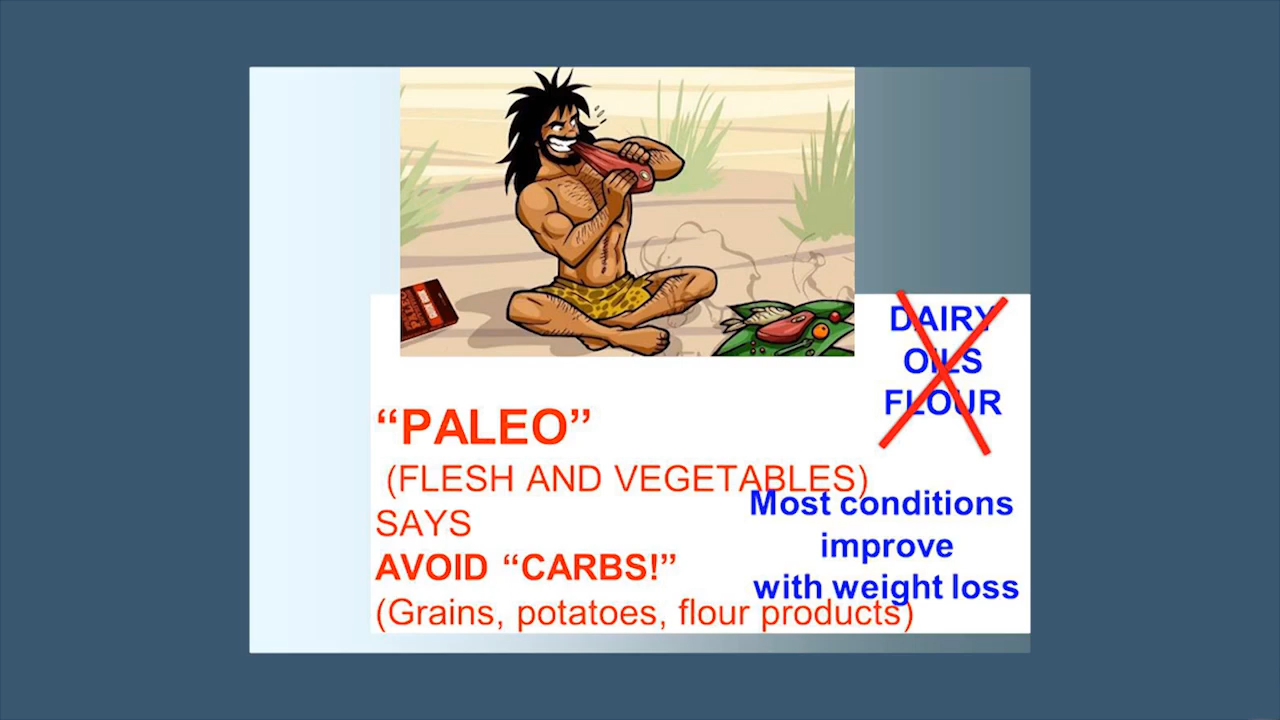 DAIRY
OILS
FLOUR
“PALEO”
(FLESH AND VEGETABLES)
SAYS
AVOID “CARBS!”
(Grains, potatoes, flour products)
Most conditions
improve
with weight loss